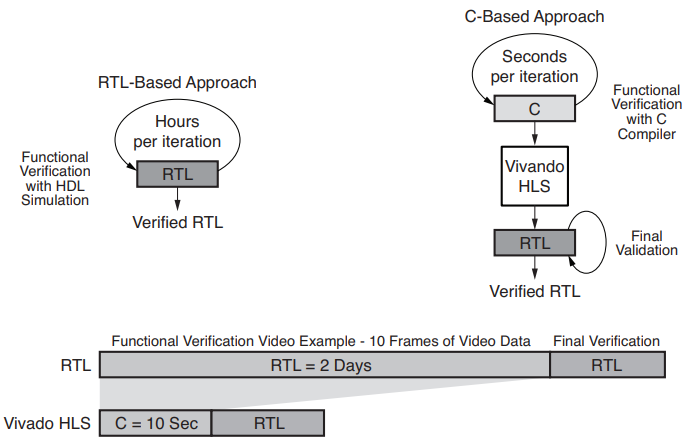 C-Based Approach
Seconds
per iteration
C
Functional
Verification
with C
Compiler
Vivando
HLS
RTL
Final
Validation
Verified RTL
RTL-Based Approach
Hours
per iteration
Functional
Verification
with HDL
Simulation
RTL
Verified RTL
Functional Verification Video Example - 10 Frames of Video Data
Final Verification
RTL
RTL = 2 Days
RTL
Vivado HLS
C = 10 Sec
RTL